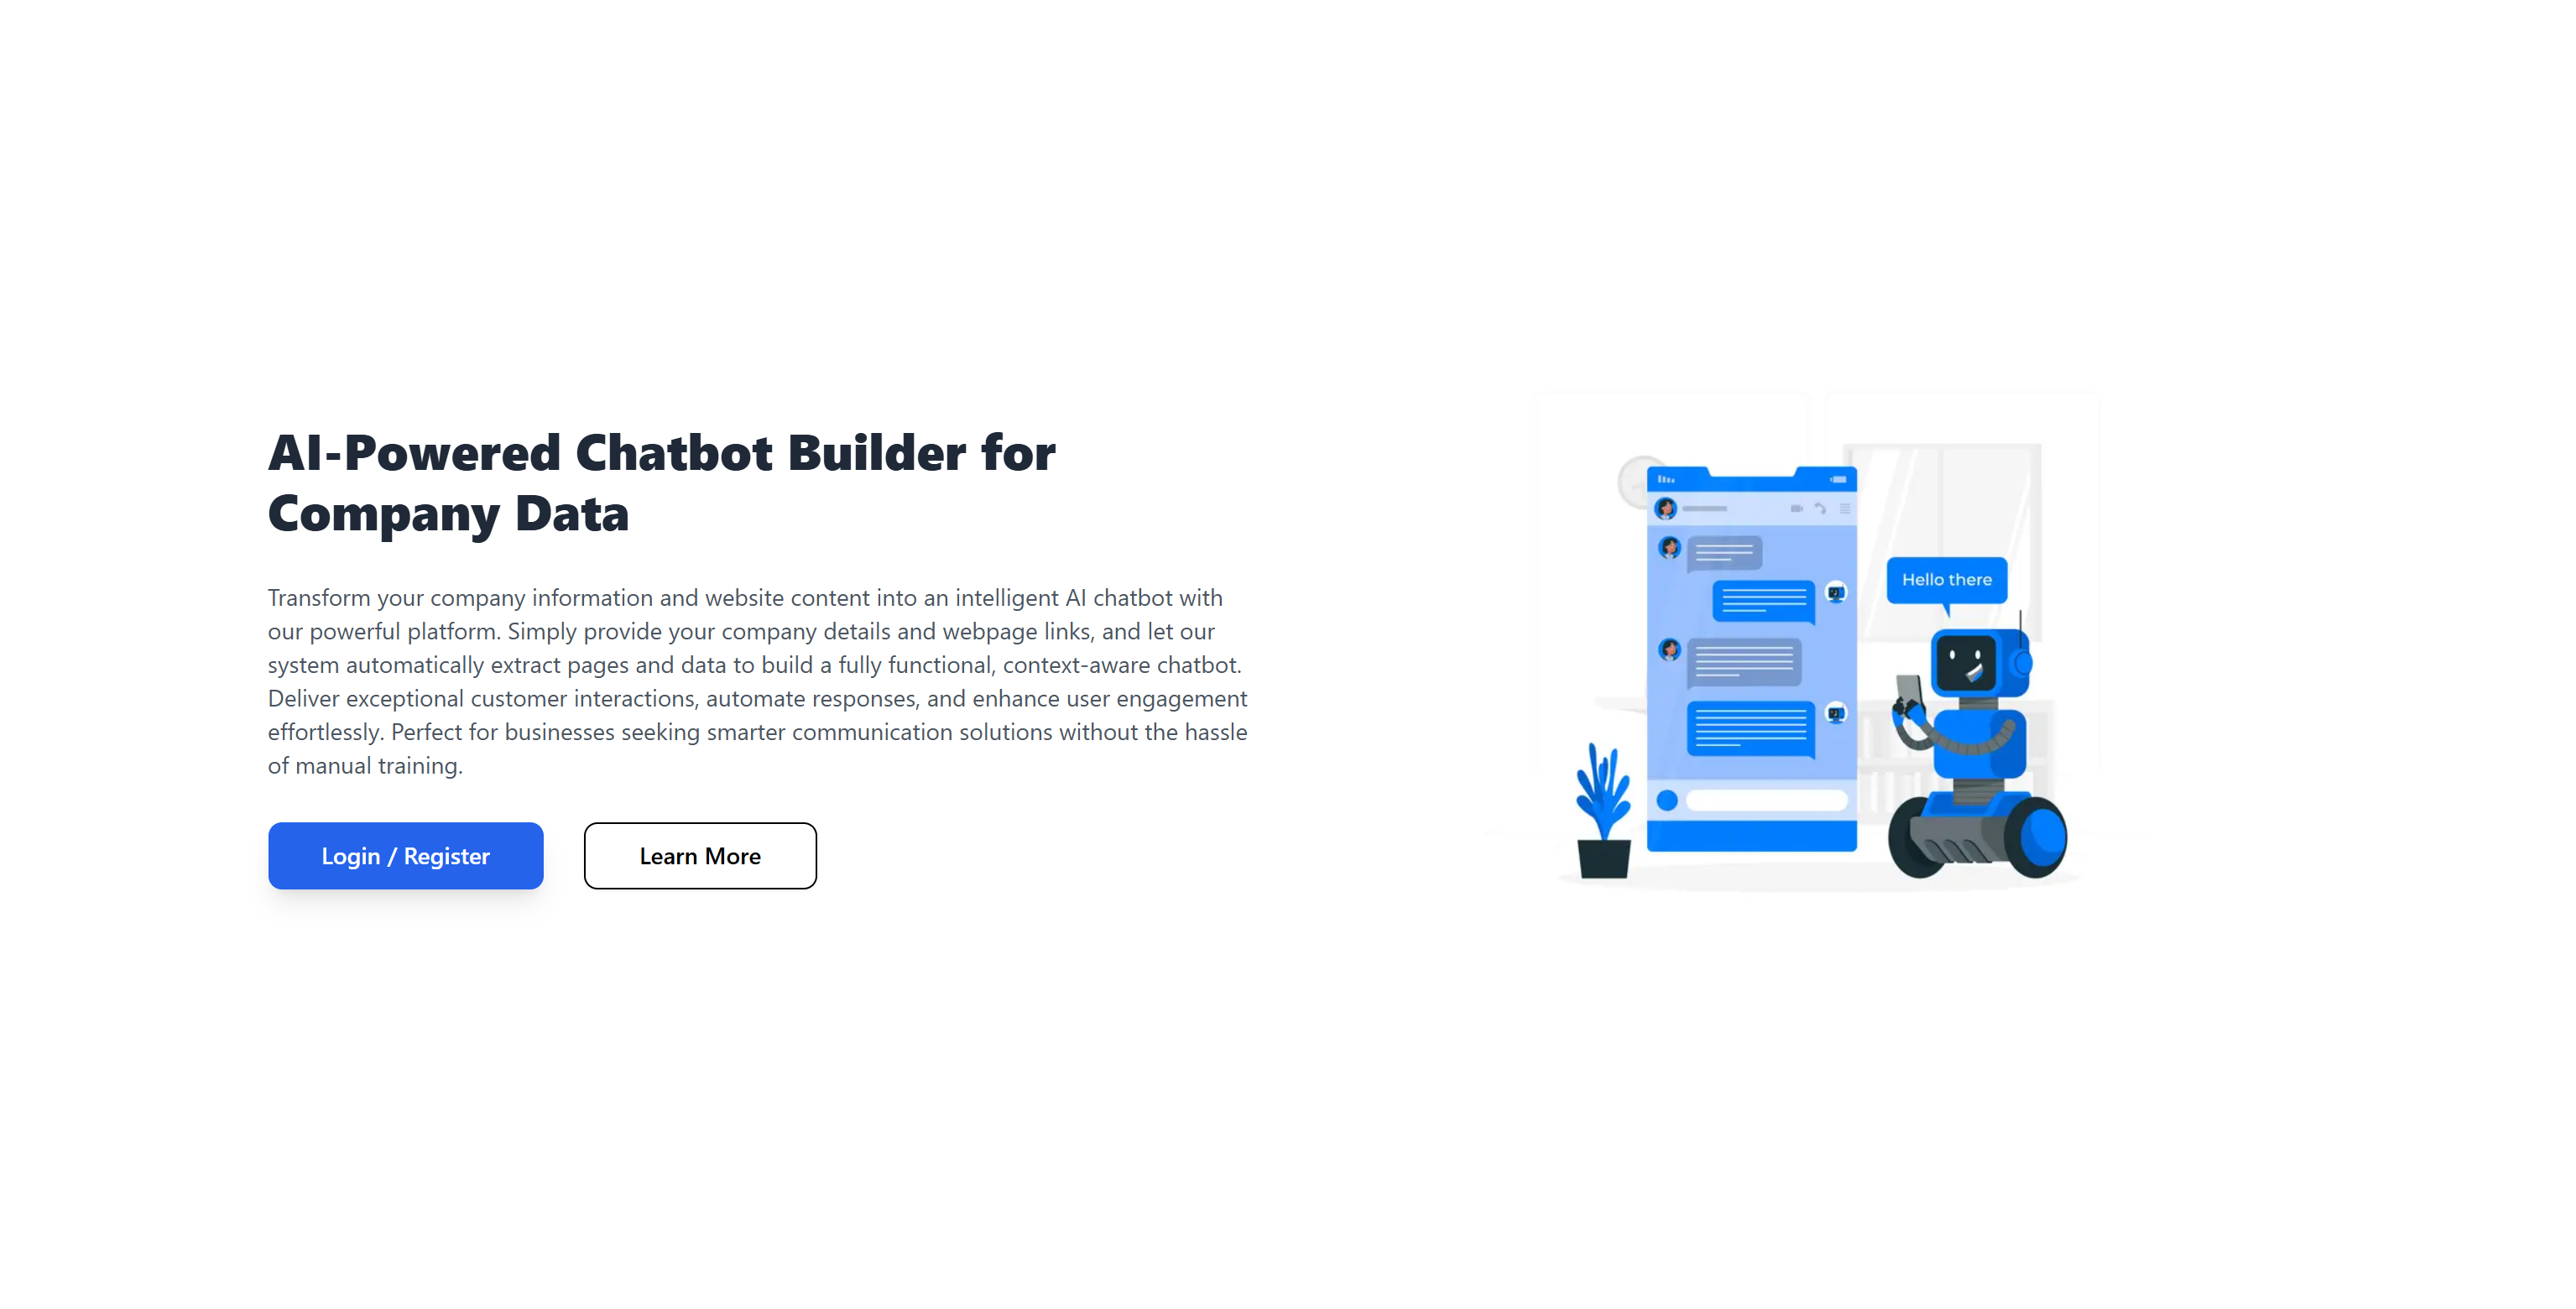 AI-Powered Chatbot Builder for
Company Data
Transform your company information and website content into an intelligent AI chatbot with
our powerful platform. Simply provide your company details and webpage links, and let our
system automatically extract pages and data to build a fully functional, context-aware chatbot.
Deliver exceptional customer interactions, automate responses, and enhance user engagement
effortlessly. Perfect for businesses seeking smarter communication solutions without the hassle
of manual training.
Login / Register
Learn More
Hello there